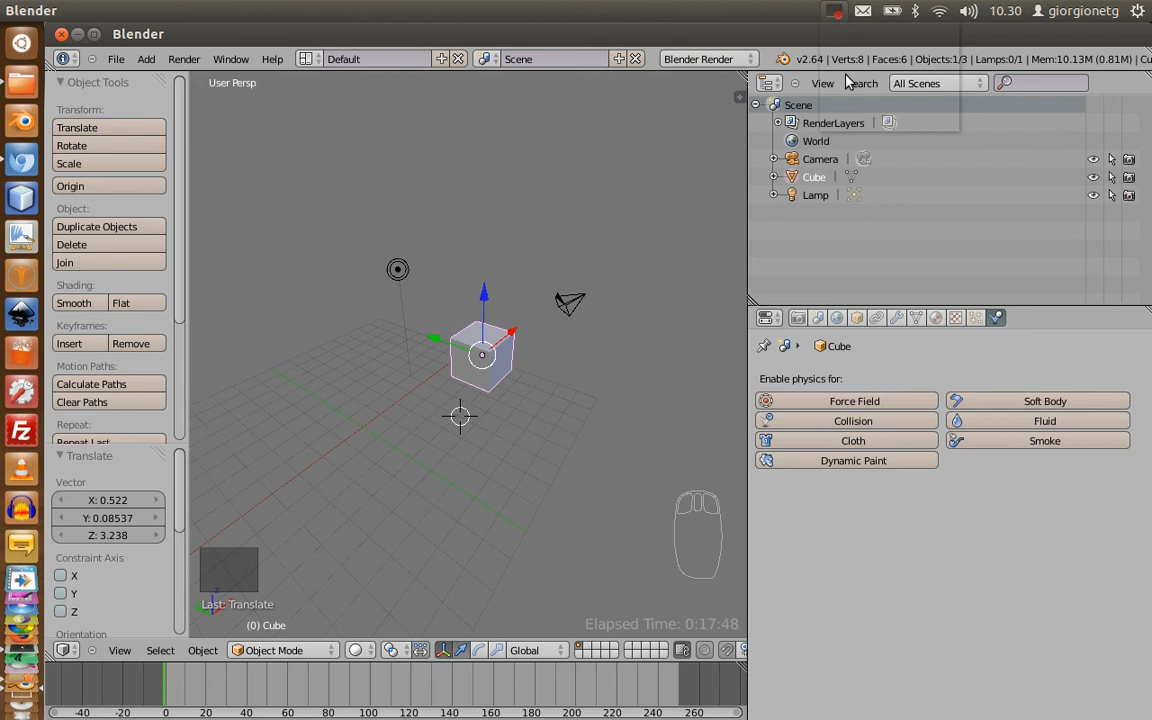 Blender
10.30 giorgionetg
Blender
File Add Render Window Help Default Scene Blender Render v2.64 | Verts:8 | Faces:6 | Objects:1/3 | Lamps:0/1 | Mem:10.13M (0.81M) | Cu
Object Tools
Transform:
Translate
Rotate
Scale
Origin
Object:
Duplicate Objects
Delete
Join
Shading:
Smooth Flat
Keyframes:
Insert Remove
Motion Paths:
Calculate Paths
Clear Paths
Repeat Last
Translate
Vector
X: 0.522
Y: 0.08537
Z: 3.238
Constraint Axis
X
Y
Z
Orientation
User Persp
Last: Translate
(0) Cube
Elapsed Time: 0:17:48
View Select Object Object Mode Global
-40 -20 0 20 40 60 80 100 120 140 160 180 200 220 240 260
View Search All Scenes
Scene
RenderLayers |
World
Camera |
Cube |
Lamp |
Cube
Enable physics for:
Force Field Soft Body
Collision Fluid
Cloth Smoke
Dynamic Paint